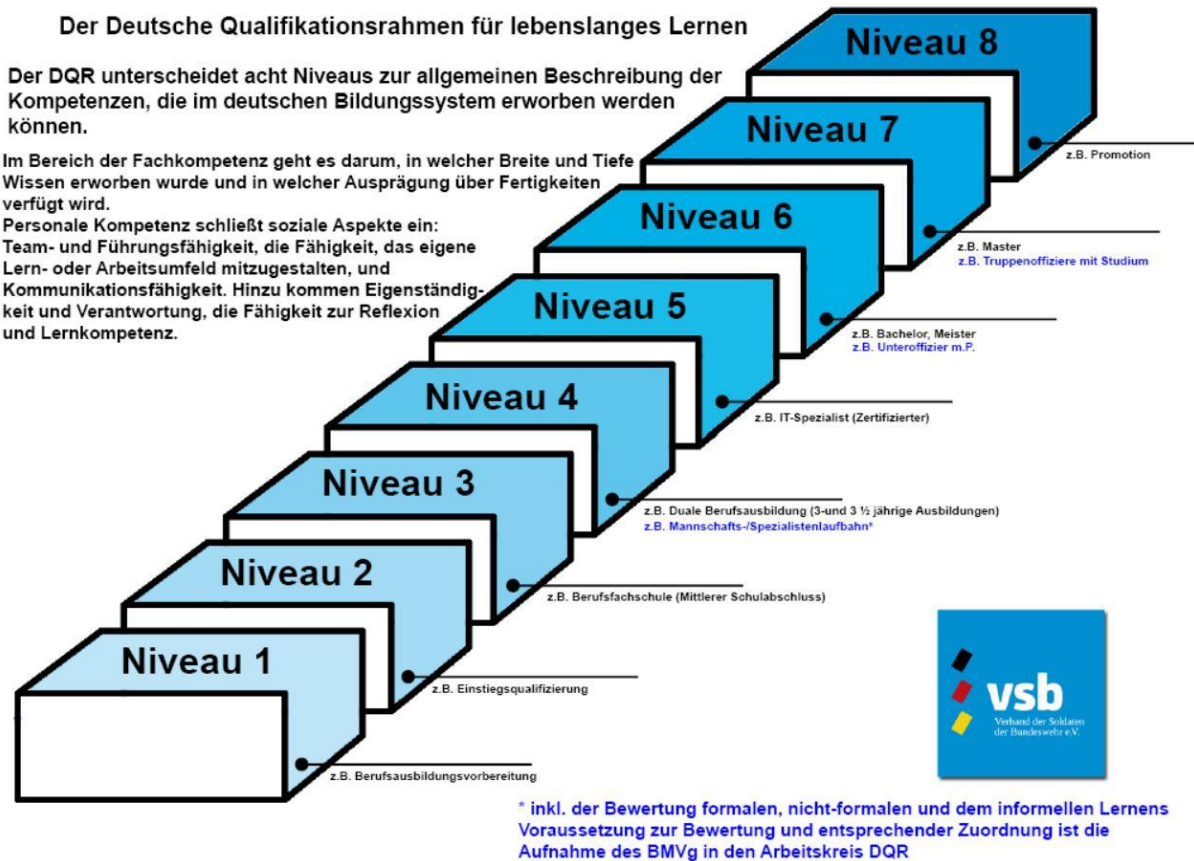 Der Deutsche Qualifikationsrahmen für lebenslanges Lernen
Der DQR unterscheidet acht Niveaus zur allgemeinen Beschreibung der
Kompetenzen, die im deutschen Bildungssystem erworben werden
können.
Im Bereich der Fachkompetenz geht es darum, in welcher Breite und Tiefe
Wissen erworben wurde und in welcher Ausprägung über Fertigkeiten
verfügt wird.
Personale Kompetenz schließt soziale Aspekte ein:
Team- und Führungsfähigkeit, die Fähigkeit, das eigene
Lern- oder Arbeitsumfeld mitzugestalten, und
Kommunikationsfähigkeit. Hinzu kommen Eigenständig-
keit und Verantwortung, die Fähigkeit zur Reflexion
und Lernkompetenz.
Niveau 8
z.B. Promotion
Niveau 7
z.B. Master
z.B. Truppenoffiziere mit Studium
Niveau 6
z.B. Bachelor, Meister
z.B. Unteroffizier m.P.
Niveau 5
z.B. IT-Spezialist (Zertifizierter)
Niveau 4
z.B. Duale Berufsausbildung (3-und 3 ½ jährige Ausbildungen)
z.B. Mannschafts-/Spezialistenlaufbahn*
Niveau 3
z.B. Berufsfachschule (Mittlerer Schulabschluss)
Niveau 2
z.B. Einstiegsqualifizierung
Niveau 1
z.B. Berufsausbildungsvorbereitung
vsb
Verband der Soldaten
der Bundeswehr e.V.
* inkl. der Bewertung formalen, nicht-formalen und dem informellen Lernens
Voraussetzung zur Bewertung und entsprechender Zuordnung ist die
Aufnahme des BMVg in den Arbeitskreis DQR